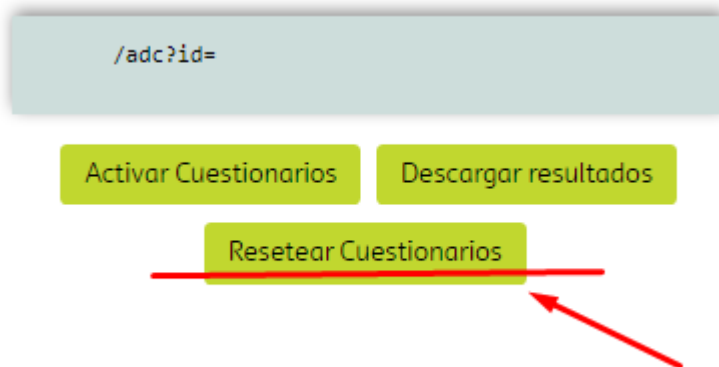 /adc?id=
Activar Cuestionarios Descargar resultados
Resetear Cuestionarios